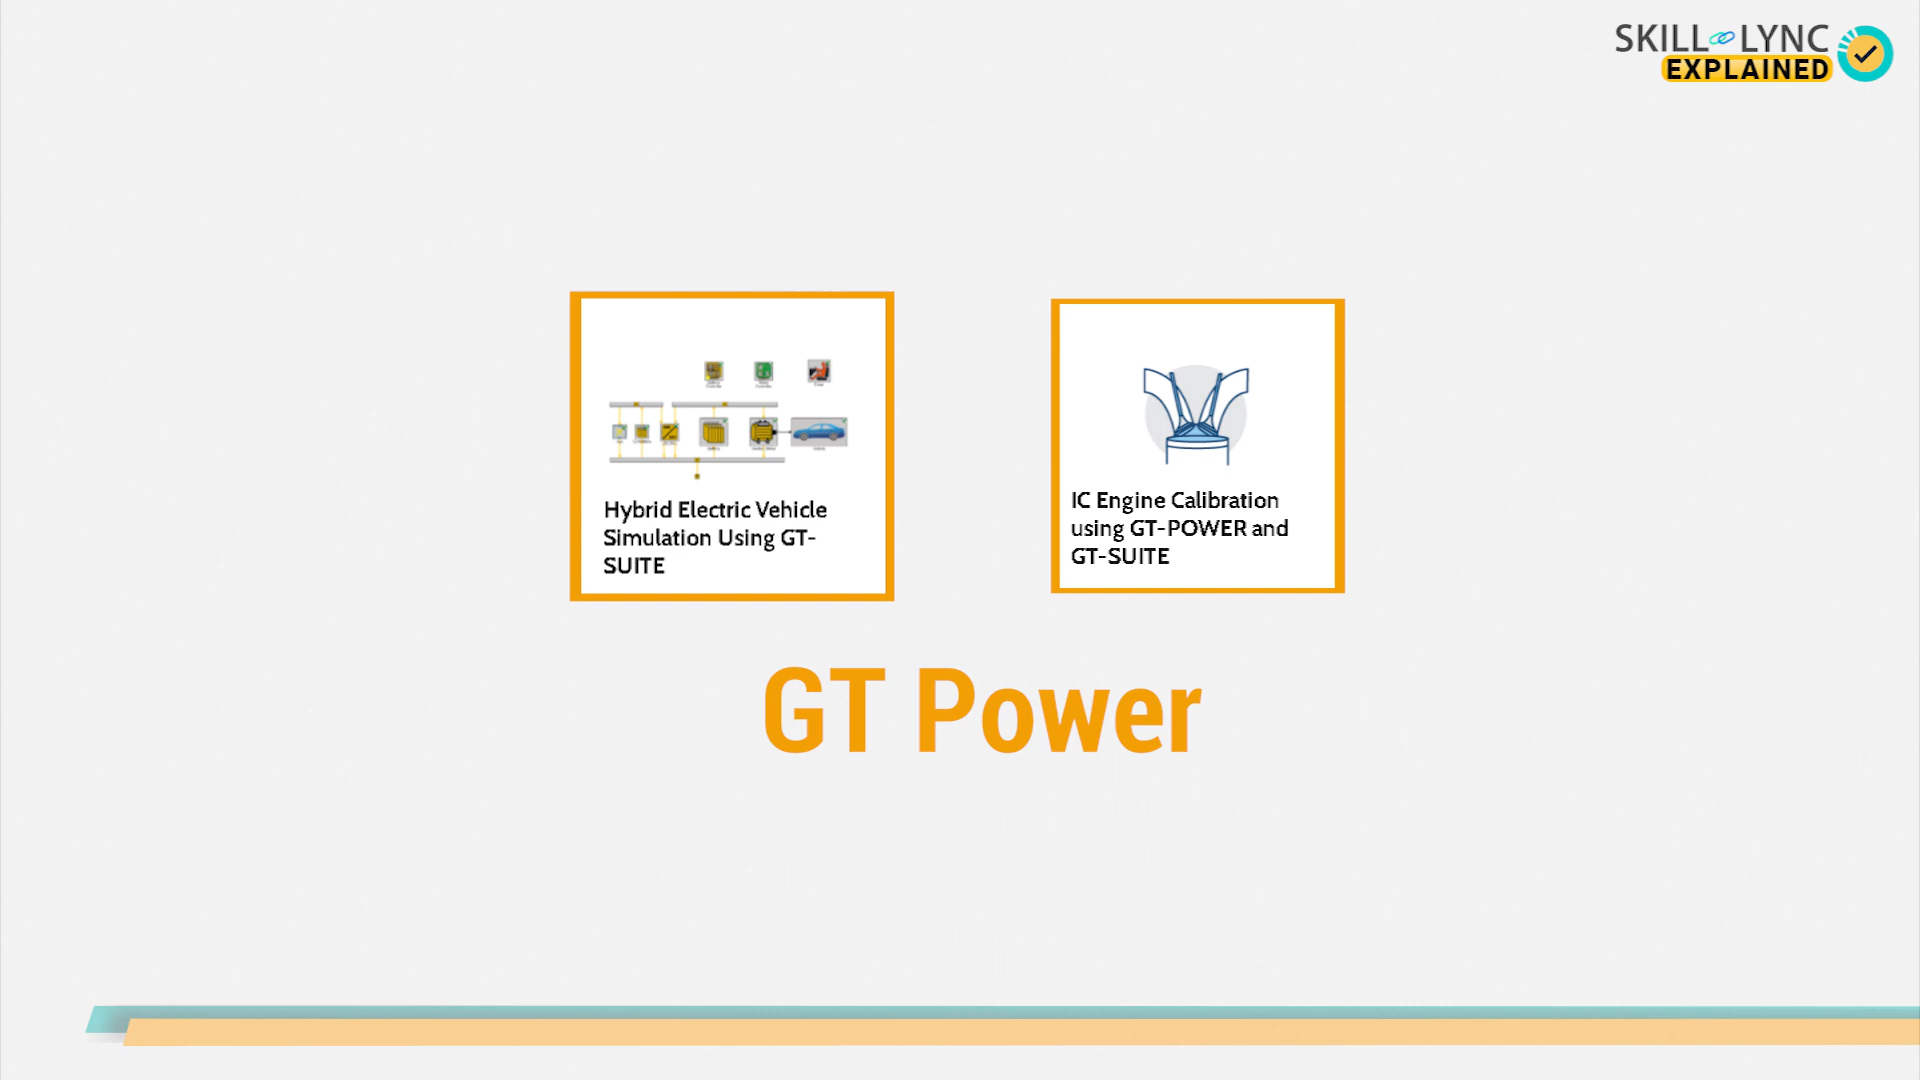 SKILL LYNC
EXPLAINED
Hybrid Electric Vehicle
Simulation Using GT-
SUITE
IC Engine Calibration
using GT-POWER and
GT-SUITE
GT Power